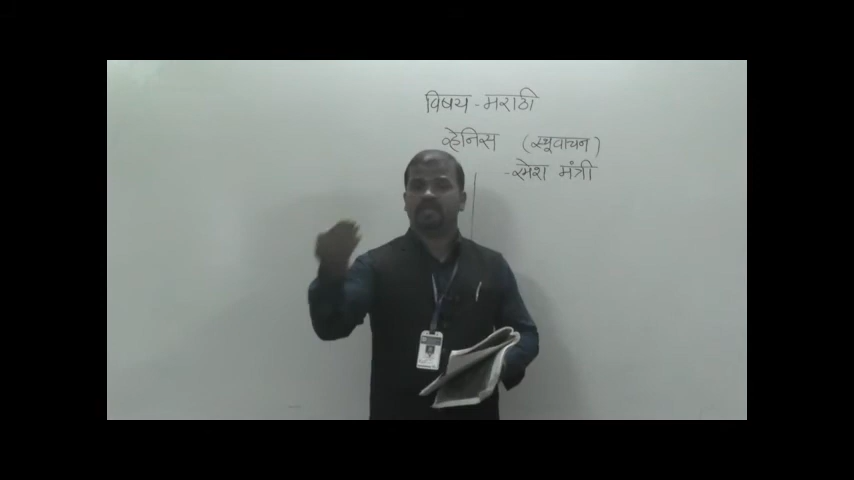 विषय - मराठी
व्हेनिस (स्थूवाचन)
- रमेश मंत्री